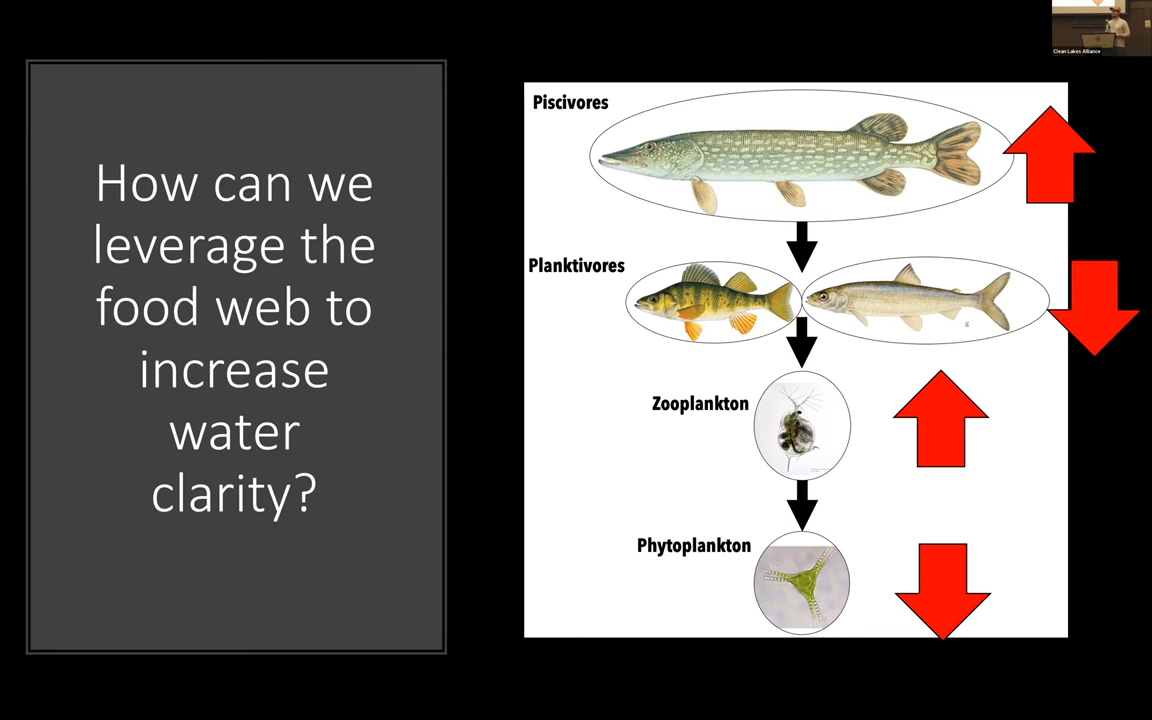 How can we
leverage the
food web to
increase
water
clarity?
Piscivores
Planktivores
Zooplankton
Phytoplankton
Clean Lakes Alliance